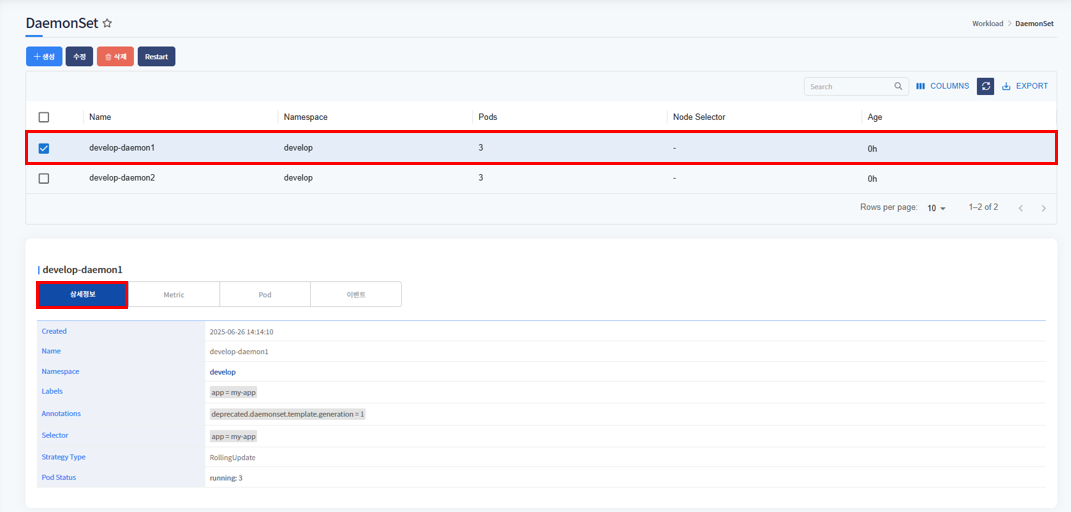 DaemonSet
Workload > DaemonSet
생성 수정 삭제 Restart
Search COLUMNS EXPORT
Name Namespace Pods Node Selector Age
develop-daemon1 develop 3 - 0h
develop-daemon2 develop 3 - 0h
Rows per page: 10 1–2 of 2
develop-daemon1
상세정보 Metric Pod 이벤트
Created 2025-06-26 14:14:10
Name develop-daemon1
Namespace develop
Labels app = my-app
Annotations deprecated.daemonset.template.generation = 1
Selector app = my-app
Strategy Type RollingUpdate
Pod Status running: 3